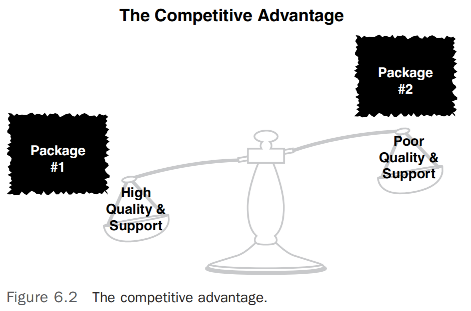 The Competitive Advantage
Package
#1
High
Quality &
Support
Package
#2
Poor
Quality &
Support
Figure 6.2 The competitive advantage.